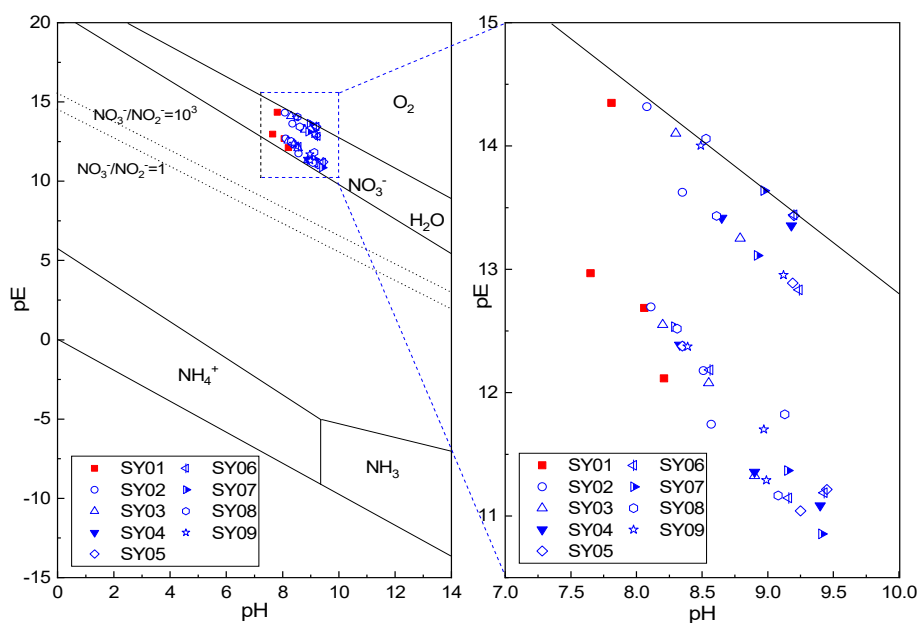 20
15
10
5
0
-5
-10
-15
pE
0
2
4
6
8
10
12
14
pH
O₂
NO₃⁻/NO₂⁻=10³
NO₃⁻/NO₂⁻=1
NO₃⁻
H₂O
NH₄⁺
NH₃
SY01
SY02
SY03
SY04
SY05
SY06
SY07
SY08
SY09
15
14
13
12
11
10
pE
7.0
7.5
8.0
8.5
9.0
9.5
10.0
pH
SY01
SY02
SY03
SY04
SY05
SY06
SY07
SY08
SY09